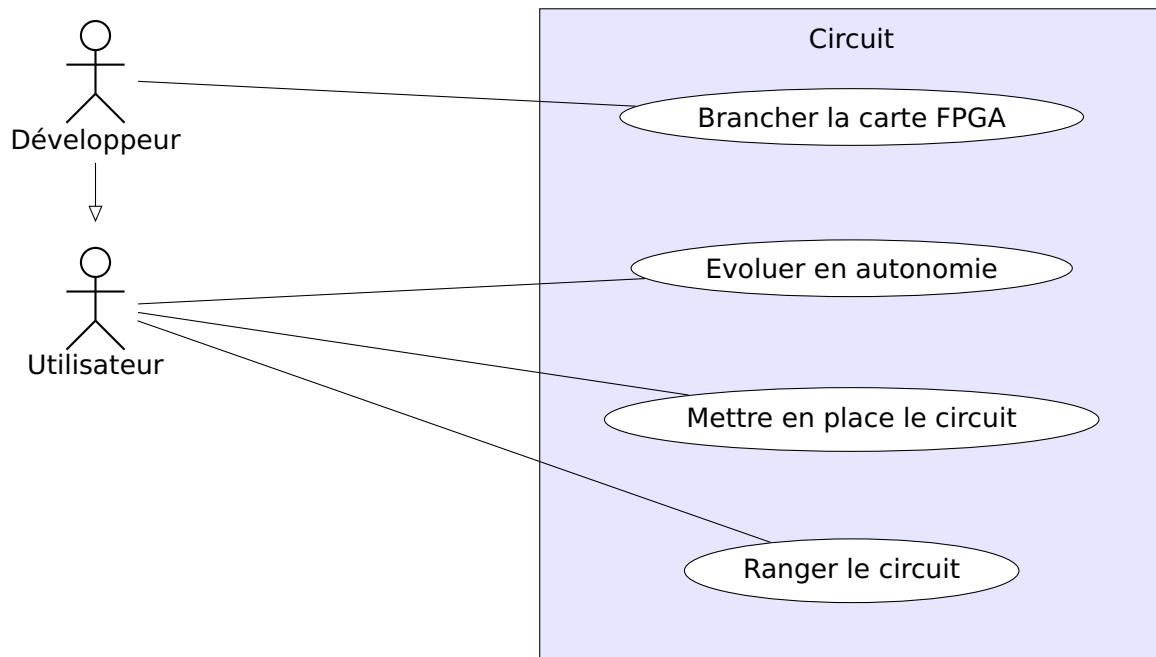 Circuit
Développeur
Brancher la carte FPGA
Utilisateur
Evoluer en autonomie
Mettre en place le circuit
Ranger le circuit